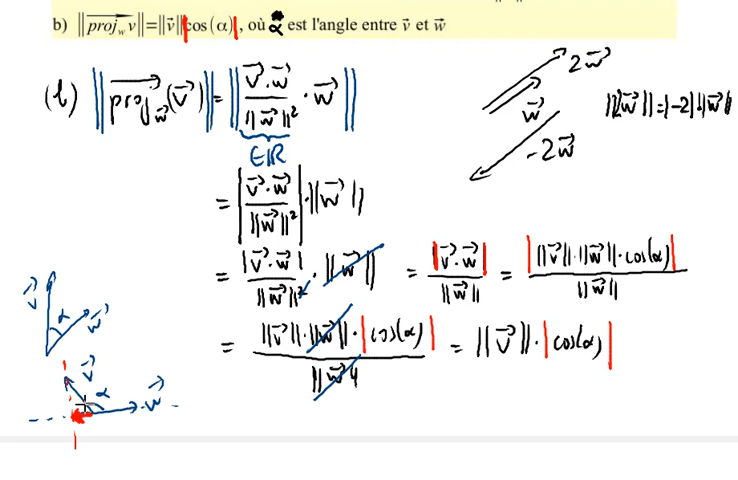 b) ||proj_w v||=||v⃗|||cos(α)|, où α est l'angle entre v⃗ et w⃗
(b) ||proj_w⃗(v⃗)|| = || (v⃗·w⃗)/||w⃗||² · w⃗ ||
∈ℝ
2w⃗
w⃗
-2w⃗
||2w⃗||=|-2|||w⃗||
= |v⃗·w⃗/||w⃗||²|·||w⃗||
= |v⃗·w⃗|/||w⃗||² · ||w⃗|| = |v⃗·w⃗|/||w⃗|| = | ||v⃗||·||w⃗||·cos(α)|/||w⃗||
= ||v⃗||·||w⃗||·|cos(α)|/||w⃗|| = ||v⃗||·|cos(α)|
v⃗ α w⃗
v⃗ α w⃗